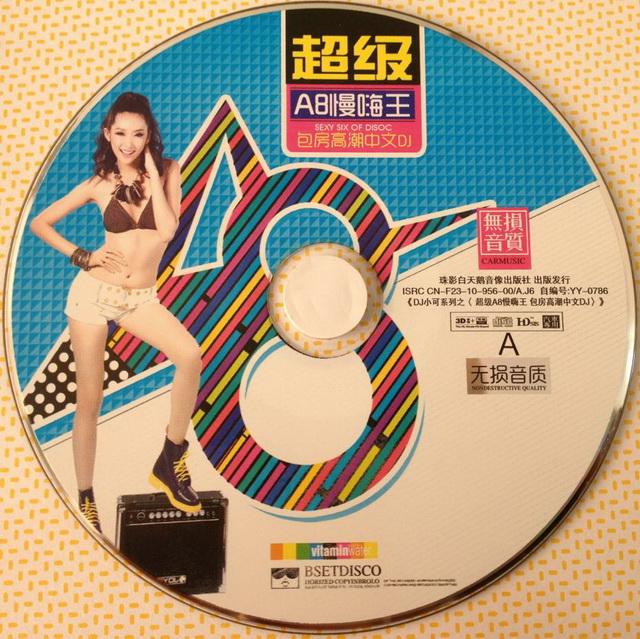 超级
A8慢嗨王
SEXY SIX OF DISOC
包房高潮中文DJ
無損
音質
CARMUSIC
珠影白天鹅音像出版社 出版发行
ISRC CN-F23-10-956-00/A.J6 自编号:YY-0786
《DJ小可系列之〈 超级A8慢嗨王 包房高潮中文DJ〉》
A
无损音质
NONDESTRUCTIVE QUALITY
A8
vitaminwater
BSETDISCO